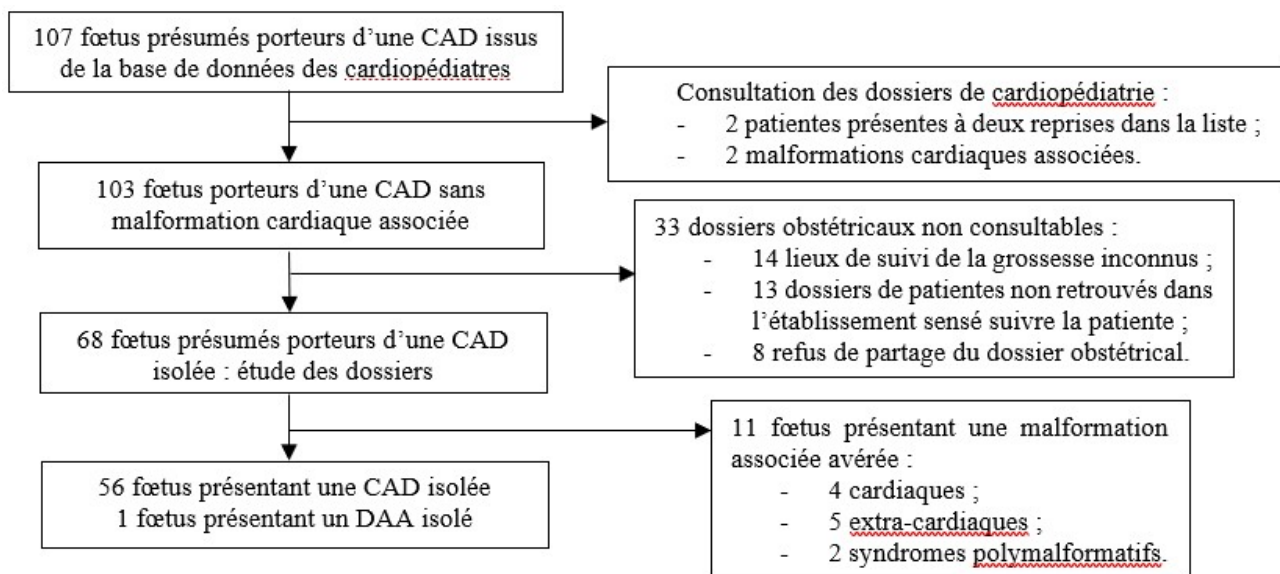 107 fœtus présumés porteurs d’une CAD issus
de la base de données des cardiopédiatres
Consultation des dossiers de cardiopédiatrie :
- 2 patientes présentes à deux reprises dans la liste ;
- 2 malformations cardiaques associées.
103 fœtus porteurs d’une CAD sans
malformation cardiaque associée
33 dossiers obstétricaux non consultables :
- 14 lieux de suivi de la grossesse inconnus ;
- 13 dossiers de patientes non retrouvés dans
l’établissement sensé suivre la patiente ;
- 8 refus de partage du dossier obstétrical.
68 fœtus présumés porteurs d’une CAD
isolée : étude des dossiers
11 fœtus présentant une malformation
associée avérée :
- 4 cardiaques ;
- 5 extra-cardiaques ;
- 2 syndromes polymalformatifs.
56 fœtus présentant une CAD isolée
1 fœtus présentant un DAA isolé